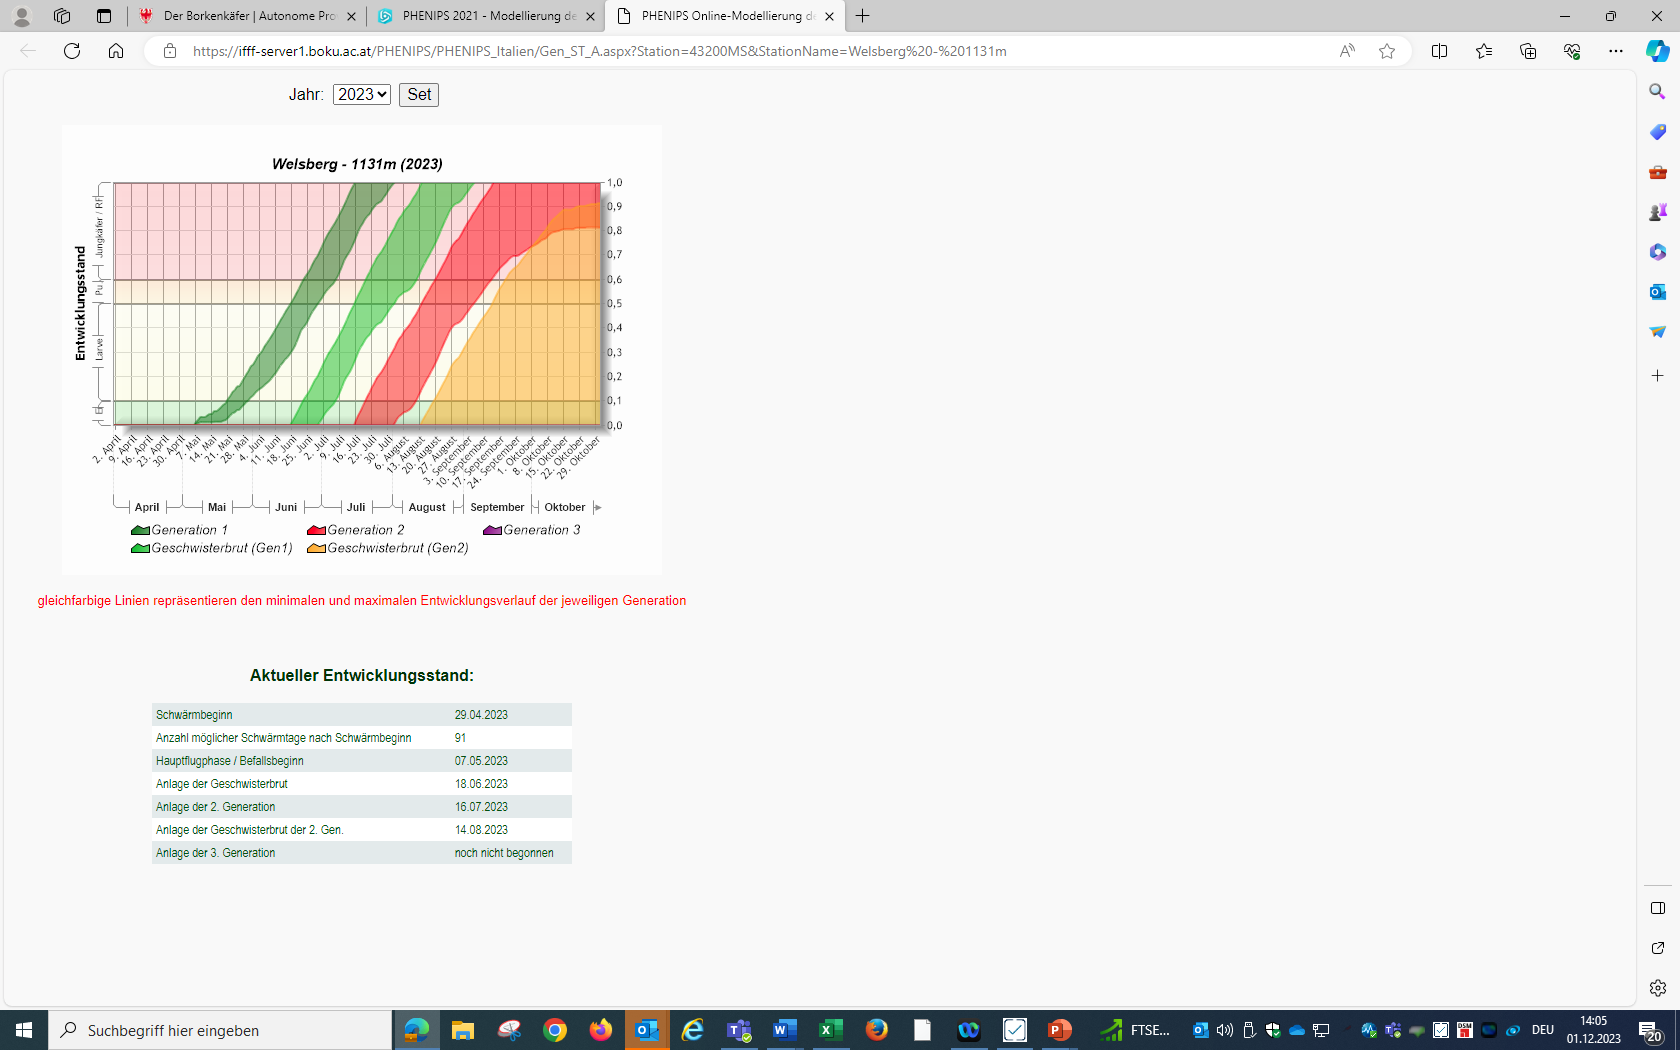 Der Borkenkäfer | Autonome Pro
PHENIPS 2021 - Modellierung de
PHENIPS Online-Modellierung de
https://ifff-server1.boku.ac.at/PHENIPS/PHENIPS_Italien/Gen_ST_A.aspx?Station=43200MS&StationName=Welsberg%20-%201131m
Jahr: 2023 Set
Welsberg - 1131m (2023)
Entwicklungsstand
Jungkäfer / RF
Pu
Larve
Ei
1,0
0,9
0,8
0,7
0,6
0,5
0,4
0,3
0,2
0,1
0,0
2. April
9. April
16. April
23. April
30. April
7. Mai
14. Mai
21. Mai
28. Mai
4. Juni
11. Juni
18. Juni
25. Juni
2. Juli
9. Juli
16. Juli
23. Juli
30. Juli
6. August
13. August
20. August
27. August
3. September
10. September
17. September
24. September
1. Oktober
8. Oktober
15. Oktober
22. Oktober
29. Oktober
April Mai Juni Juli August September Oktober
Generation 1 Generation 2 Generation 3
Geschwisterbrut (Gen1) Geschwisterbrut (Gen2)
gleichfarbige Linien repräsentieren den minimalen und maximalen Entwicklungsverlauf der jeweiligen Generation
Aktueller Entwicklungsstand:
Schwärmbeginn 29.04.2023
Anzahl möglicher Schwärmtage nach Schwärmbeginn 91
Hauptflugphase / Befallsbeginn 07.05.2023
Anlage der Geschwisterbrut 18.06.2023
Anlage der 2. Generation 16.07.2023
Anlage der Geschwisterbrut der 2. Gen. 14.08.2023
Anlage der 3. Generation noch nicht begonnen
Suchbegriff hier eingeben
FTSE...
DEU
14:05
01.12.2023
20